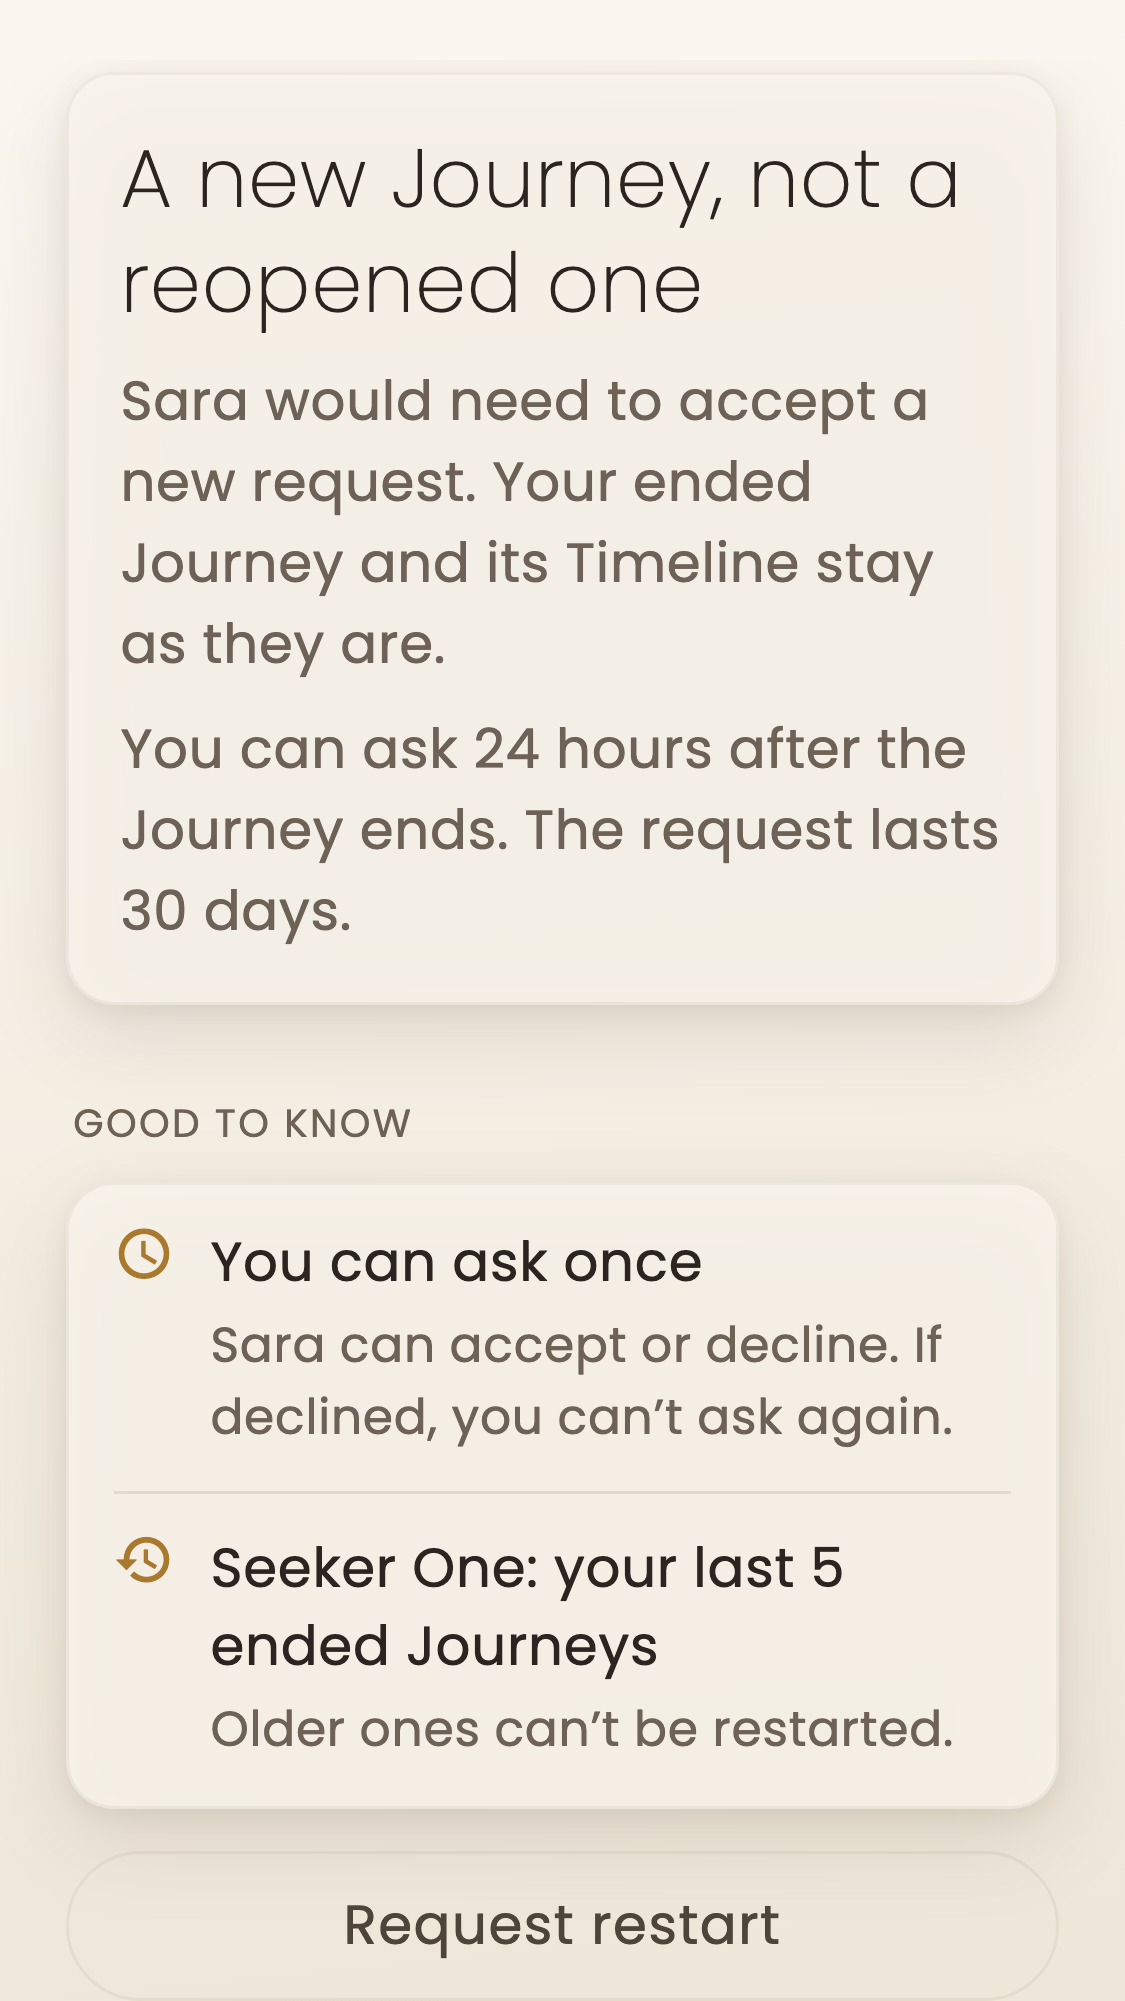 A new Journey, not a
reopened one
Sara would need to accept a
new request. Your ended
Journey and its Timeline stay
as they are.
You can ask 24 hours after the
Journey ends. The request lasts
30 days.
GOOD TO KNOW
You can ask once
Sara can accept or decline. If
declined, you can’t ask again.
Seeker One: your last 5
ended Journeys
Older ones can’t be restarted.
Request restart